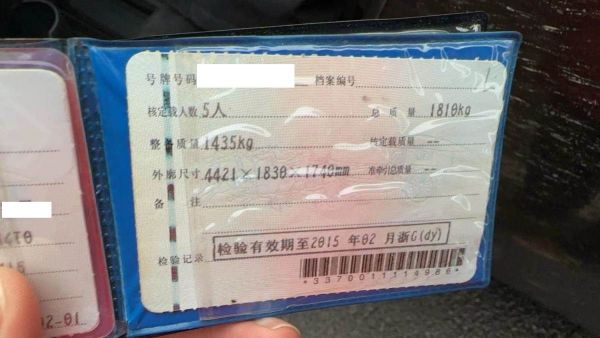 号牌号码 档案编号
核定载人数 5人 总质量 1810kg
整备质量 1435kg 核定载质量 --
外廓尺寸 4421×1830×1740mm 准牵引总质量 --
备注
检验记录 检验有效期至2015年02月浙G(dy)
*3370011114986*
02-01